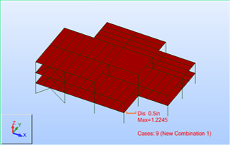 Dis  0.5in
Max=1.2245
Cases: 9 (New Combination 1)